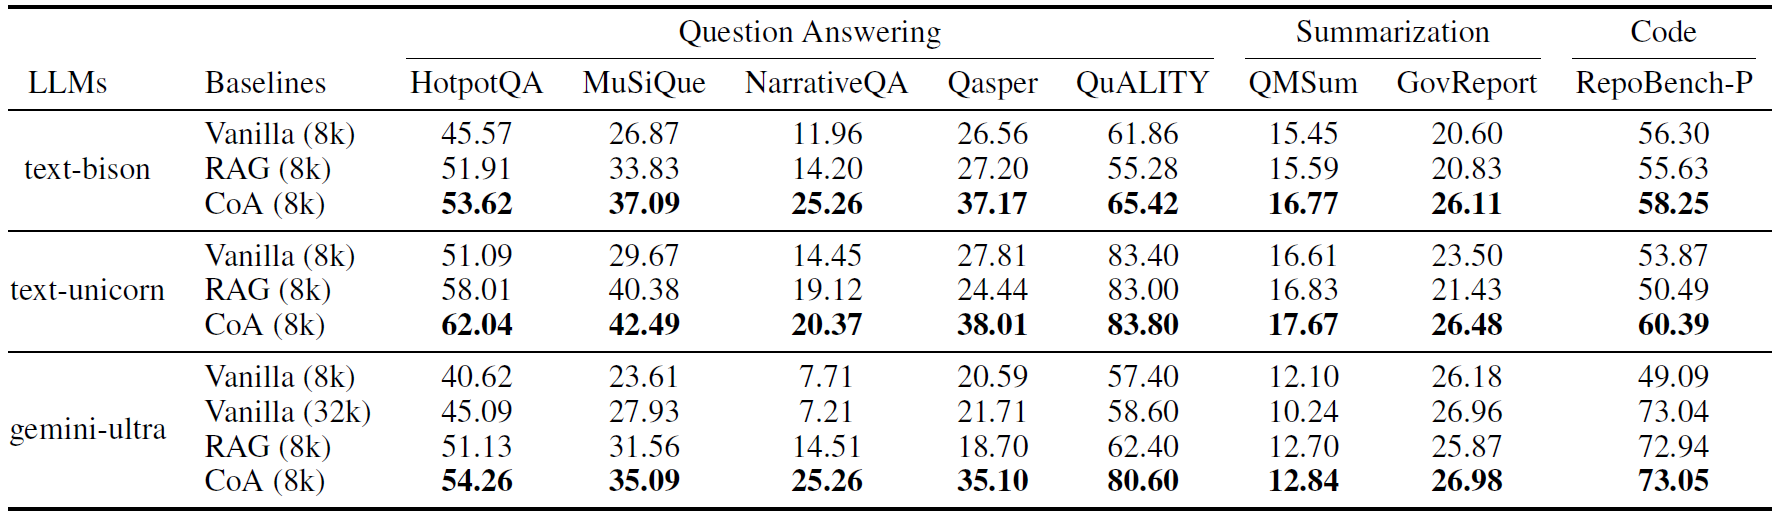 Question Answering Summarization Code
LLMs Baselines HotpotQA MuSiQue NarrativeQA Qasper QuALITY QMSum GovReport RepoBench-P
Vanilla (8k) 45.57 26.87 11.96 26.56 61.86 15.45 20.60 56.30
text-bison RAG (8k) 51.91 33.83 14.20 27.20 55.28 15.59 20.83 55.63
CoA (8k) 53.62 37.09 25.26 37.17 65.42 16.77 26.11 58.25
Vanilla (8k) 51.09 29.67 14.45 27.81 83.40 16.61 23.50 53.87
text-unicorn RAG (8k) 58.01 40.38 19.12 24.44 83.00 16.83 21.43 50.49
CoA (8k) 62.04 42.49 20.37 38.01 83.80 17.67 26.48 60.39
Vanilla (8k) 40.62 23.61 7.71 20.59 57.40 12.10 26.18 49.09
Vanilla (32k) 45.09 27.93 7.21 21.71 58.60 10.24 26.96 73.04
gemini-ultra RAG (8k) 51.13 31.56 14.51 18.70 62.40 12.70 25.87 72.94
CoA (8k) 54.26 35.09 25.26 35.10 80.60 12.84 26.98 73.05